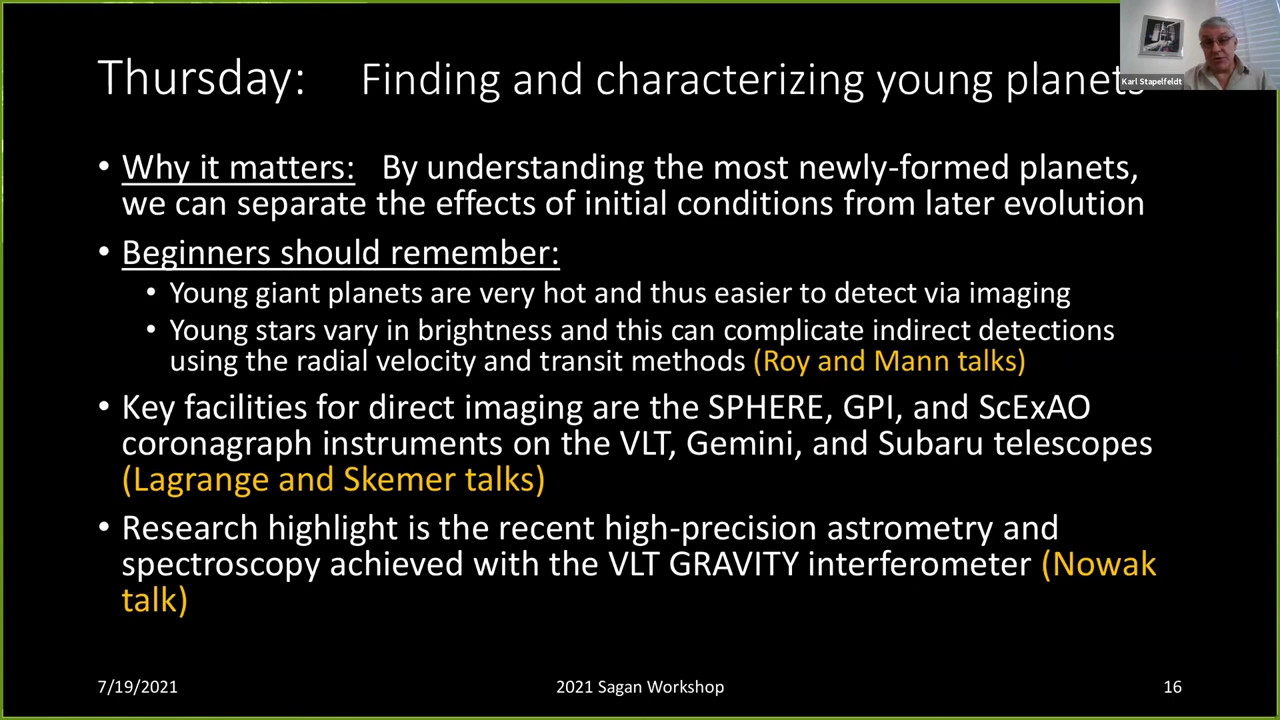 Thursday: Finding and characterizing young planets
Karl Stapelfeldt
• Why it matters: By understanding the most newly-formed planets,
we can separate the effects of initial conditions from later evolution
• Beginners should remember:
• Young giant planets are very hot and thus easier to detect via imaging
• Young stars vary in brightness and this can complicate indirect detections
using the radial velocity and transit methods (Roy and Mann talks)
• Key facilities for direct imaging are the SPHERE, GPI, and ScExAO
coronagraph instruments on the VLT, Gemini, and Subaru telescopes
(Lagrange and Skemer talks)
• Research highlight is the recent high-precision astrometry and
spectroscopy achieved with the VLT GRAVITY interferometer (Nowak
talk)
7/19/2021 2021 Sagan Workshop 16